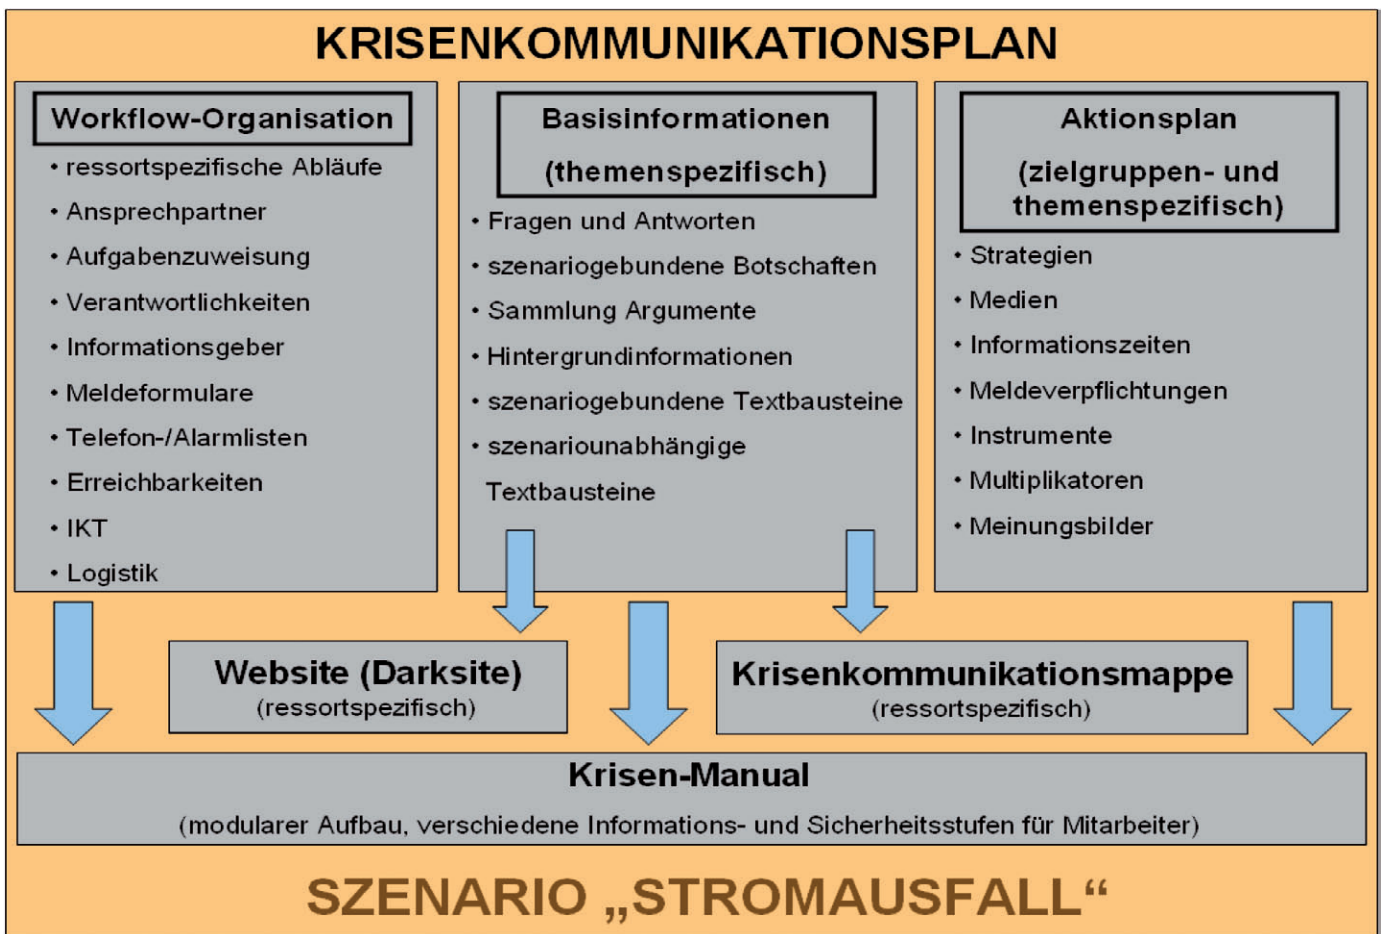 KRISENKOMMUNIKATIONSPLAN
Workflow-Organisation
• ressortspezifische Abläufe
• Ansprechpartner
• Aufgabenzuweisung
• Verantwortlichkeiten
• Informationsgeber
• Meldeformulare
• Telefon-/Alarmlisten
• Erreichbarkeiten
• IKT
• Logistik
Basisinformationen
(themenspezifisch)
• Fragen und Antworten
• szenariogebundene Botschaften
• Sammlung Argumente
• Hintergrundinformationen
• szenariogebundene Textbausteine
• szenariounabhängige
Textbausteine
Aktionsplan
(zielgruppen- und
themenspezifisch)
• Strategien
• Medien
• Informationszeiten
• Meldeverpflichtungen
• Instrumente
• Multiplikatoren
• Meinungsbilder
Website (Darksite)
(ressortspezifisch)
Krisenkommunikationsmappe
(ressortspezifisch)
Krisen-Manual
(modularer Aufbau, verschiedene Informations- und Sicherheitsstufen für Mitarbeiter)
SZENARIO „STROMAUSFALL“